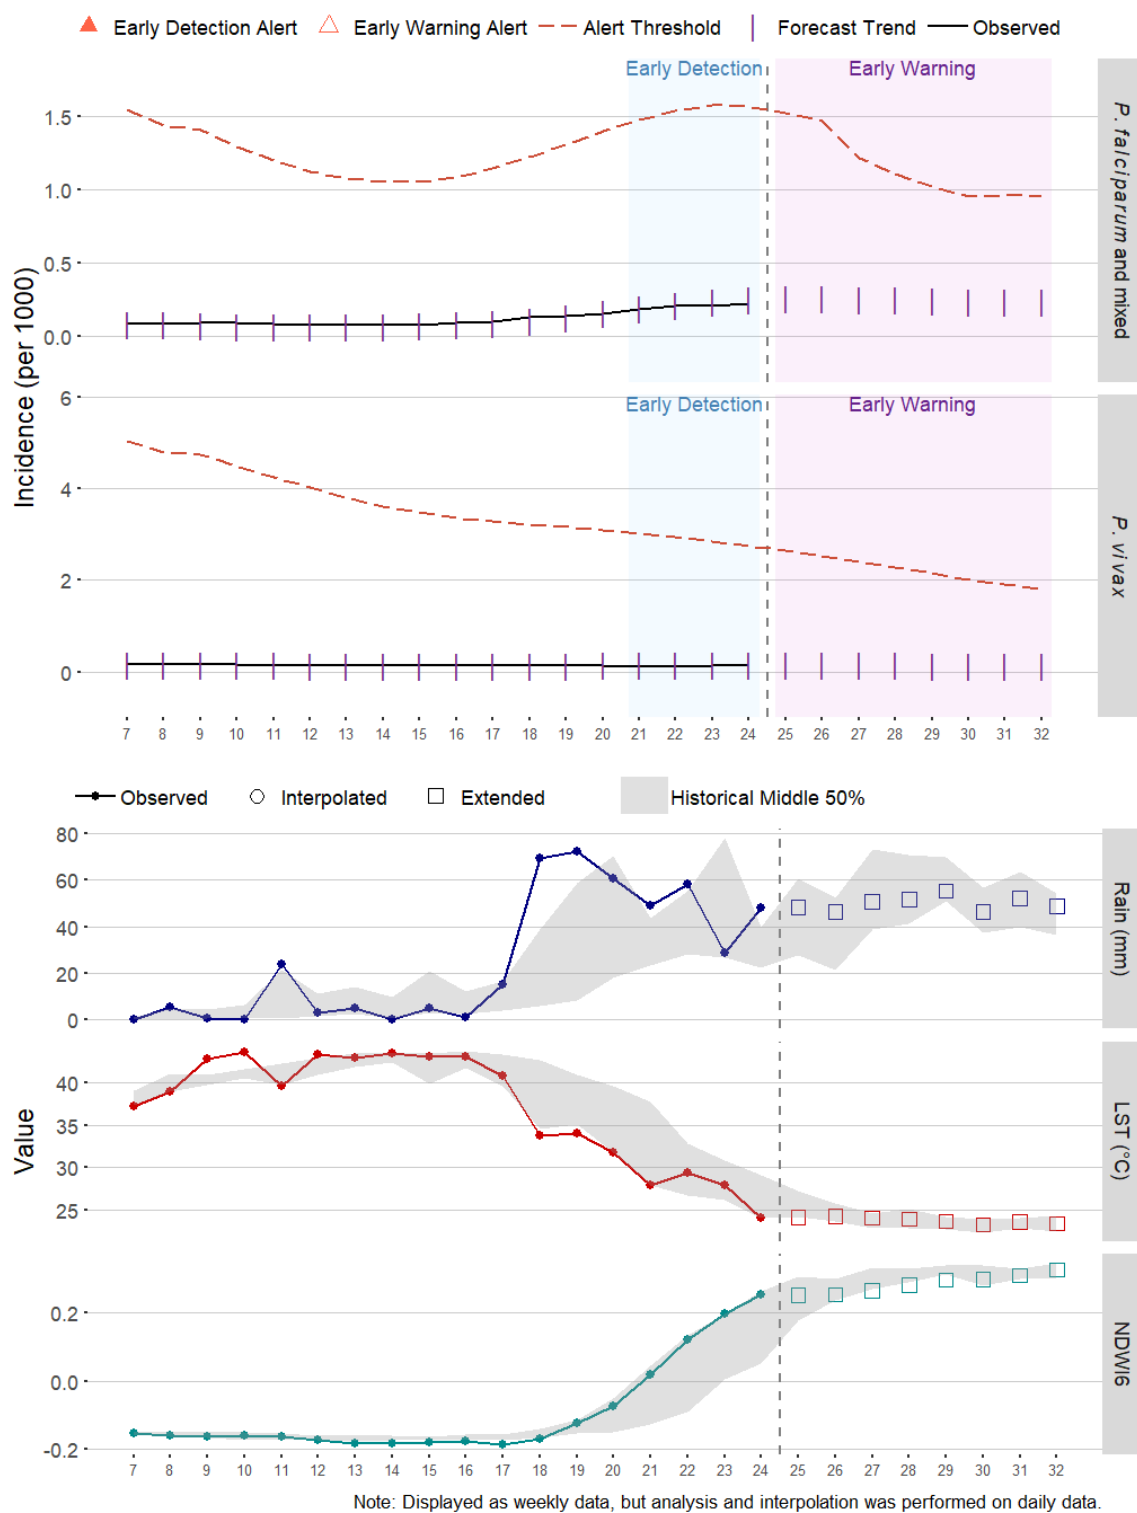 Early Detection Alert Early Warning Alert Alert Threshold Forecast Trend Observed
Early Detection Early Warning
1.5
1.0
0.5
0.0
P. falciparum and mixed
Incidence (per 1000)
Early Detection Early Warning
6
4
2
0
P. vivax
7 8 9 10 11 12 13 14 15 16 17 18 19 20 21 22 23 24 25 26 27 28 29 30 31 32
Observed Interpolated Extended Historical Middle 50%
80
60
40
20
0
Rain (mm)
Value
40
35
30
25
LST (°C)
0.2
0.0
-0.2
NDWI6
7 8 9 10 11 12 13 14 15 16 17 18 19 20 21 22 23 24 25 26 27 28 29 30 31 32
Note: Displayed as weekly data, but analysis and interpolation was performed on daily data.